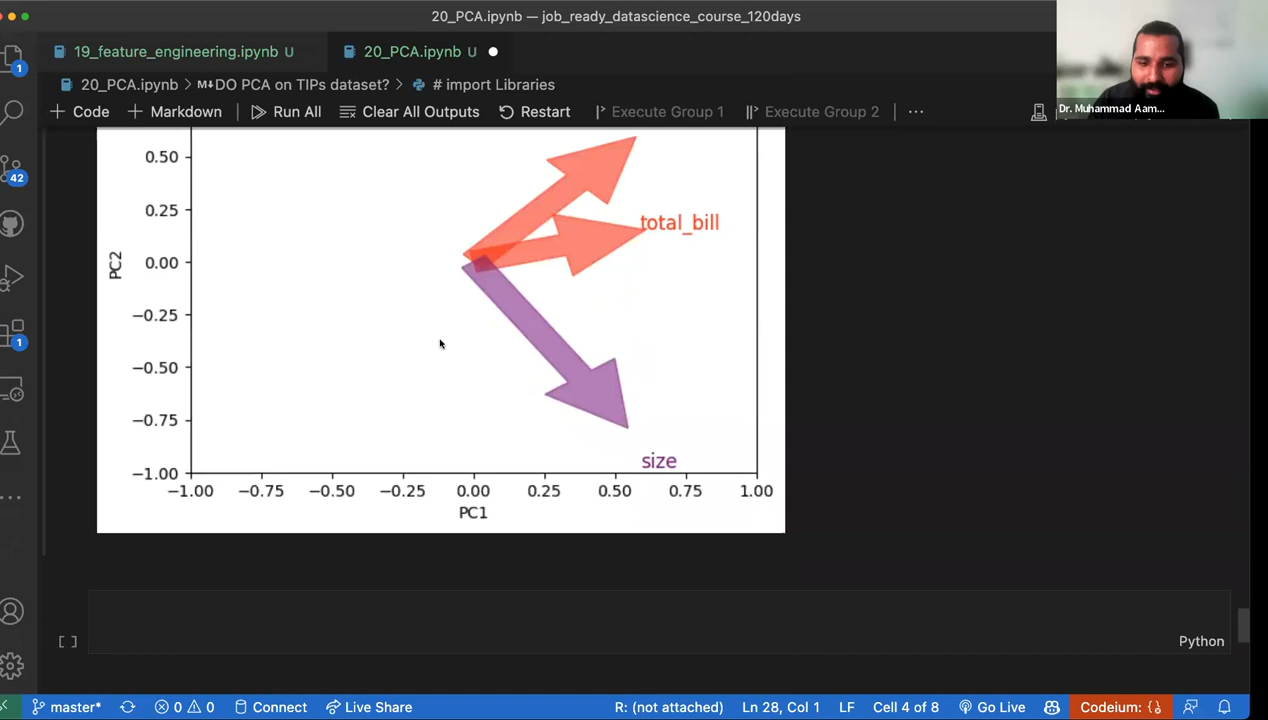 20_PCA.ipynb — job_ready_datascience_course_120days
19_feature_engineering.ipynb U
20_PCA.ipynb U
20_PCA.ipynb > M↓DO PCA on TIPs dataset? > # import Libraries
+ Code + Markdown Run All Clear All Outputs Restart Execute Group 1 Execute Group 2 ...
Dr. Muhammad Aam...
1
42
1
0.50
0.25
0.00
−0.25
−0.50
−0.75
−1.00
PC2
total_bill
size
−1.00 −0.75 −0.50 −0.25 0.00 0.25 0.50 0.75 1.00
PC1
[ ]
Python
master* 0 0 Connect Live Share R: (not attached) Ln 28, Col 1 LF Cell 4 of 8 Go Live Codeium: {}